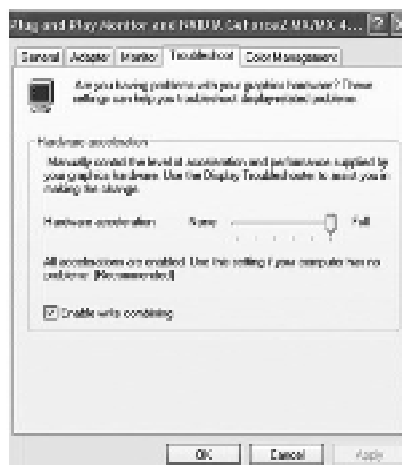 Plug and Play Monitor and NVIDIA GeForce2 MX/MX 4...
General Adapter Monitor Troubleshoot Color Management
Are you having problems with your graphics hardware? These
settings can help you troubleshoot display-related problems.
Hardware acceleration
Manually control the level of acceleration and performance supplied by
your graphics hardware. Use the Display Troubleshooter to assist you in
making the change.
Hardware acceleration: None Full
All accelerations are enabled. Use this setting if your computer has no
problems. (Recommended)
Enable write combining
OK Cancel Apply